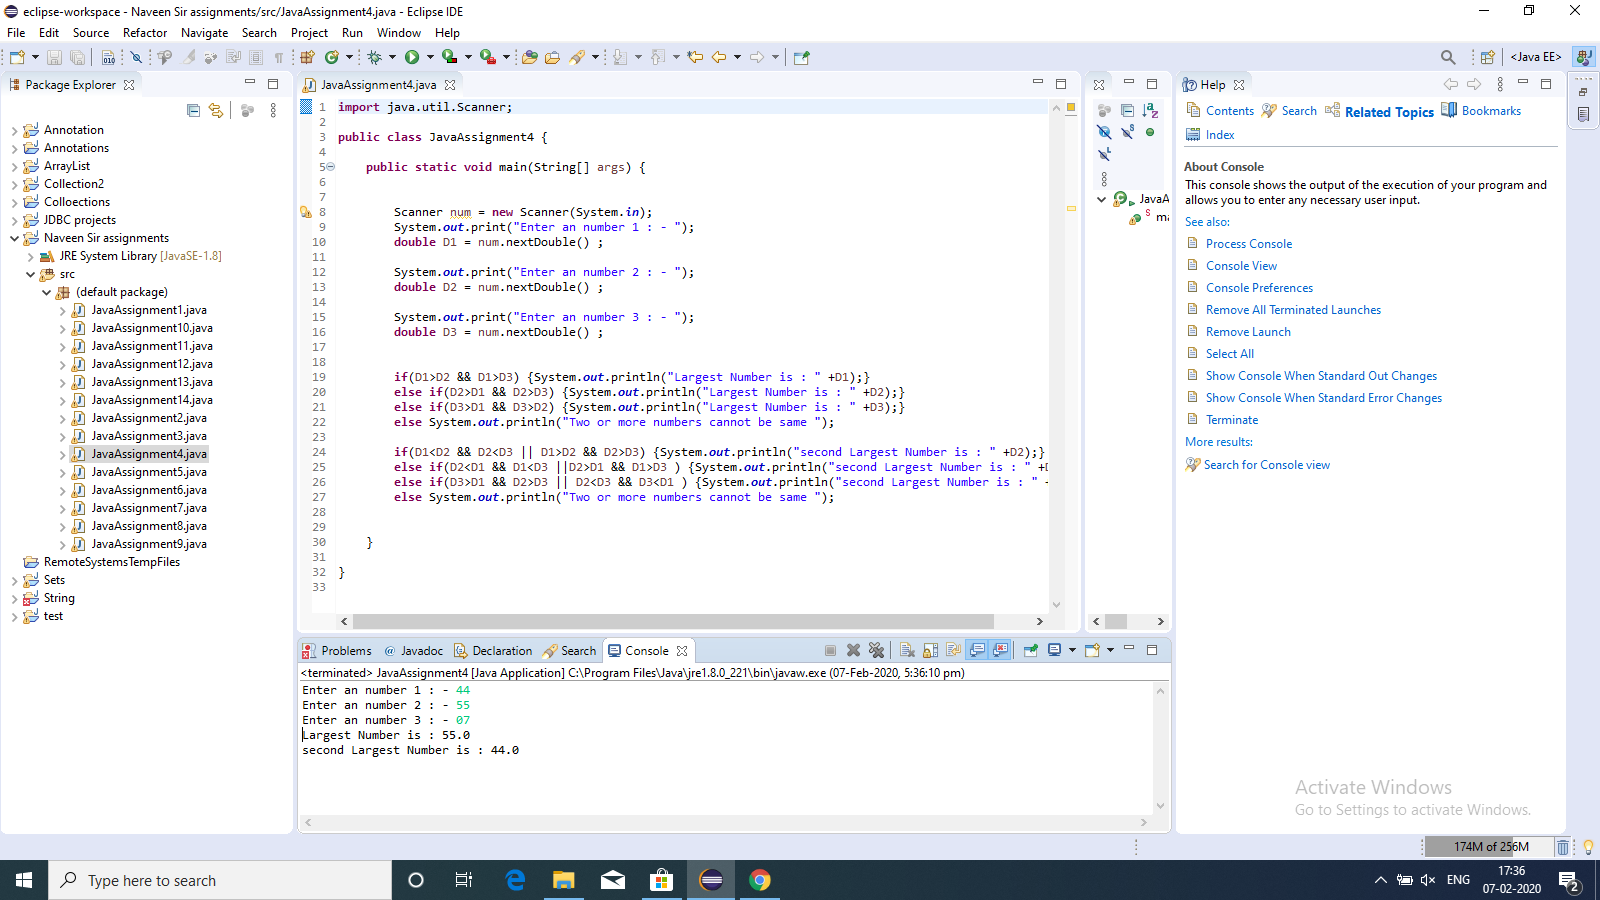 eclipse-workspace - Naveen Sir assignments/src/JavaAssignment4.java - Eclipse IDE
File Edit Source Refactor Navigate Search Project Run Window Help
<Java EE>
Package Explorer
Annotation
Annotations
ArrayList
Collection2
Colloections
JDBC projects
Naveen Sir assignments
JRE System Library [JavaSE-1.8]
src
(default package)
JavaAssignment1.java
JavaAssignment10.java
JavaAssignment11.java
JavaAssignment12.java
JavaAssignment13.java
JavaAssignment14.java
JavaAssignment2.java
JavaAssignment3.java
JavaAssignment4.java
JavaAssignment5.java
JavaAssignment6.java
JavaAssignment7.java
JavaAssignment8.java
JavaAssignment9.java
RemoteSystemsTempFiles
Sets
String
test
JavaAssignment4.java
1 import java.util.Scanner;
2
3 public class JavaAssignment4 {
4
5 public static void main(String[] args) {
6
7
8 Scanner num = new Scanner(System.in);
9 System.out.print("Enter an number 1 : - ");
10 double D1 = num.nextDouble() ;
11
12 System.out.print("Enter an number 2 : - ");
13 double D2 = num.nextDouble() ;
14
15 System.out.print("Enter an number 3 : - ");
16 double D3 = num.nextDouble() ;
17
18
19 if(D1>D2 && D1>D3) {System.out.println("Largest Number is : " +D1);}
20 else if(D2>D1 && D2>D3) {System.out.println("Largest Number is : " +D2);}
21 else if(D3>D1 && D3>D2) {System.out.println("Largest Number is : " +D3);}
22 else System.out.println("Two or more numbers cannot be same ");
23
24 if(D1<D2 && D2<D3 || D1>D2 && D2>D3) {System.out.println("second Largest Number is : " +D2);}
25 else if(D2<D1 && D1<D3 ||D2>D1 && D1>D3 ) {System.out.println("second Largest Number is : " +D
26 else if(D3>D1 && D2>D3 || D2<D3 && D3<D1 ) {System.out.println("second Largest Number is : " +
27 else System.out.println("Two or more numbers cannot be same ");
28
29
30 }
31
32 }
33
JavaA
ma
Help
Contents Search Related Topics Bookmarks
Index
About Console
This console shows the output of the execution of your program and
allows you to enter any necessary user input.
See also:
Process Console
Console View
Console Preferences
Remove All Terminated Launches
Remove Launch
Select All
Show Console When Standard Out Changes
Show Console When Standard Error Changes
Terminate
More results:
Search for Console view
Problems @ Javadoc Declaration Search Console
<terminated> JavaAssignment4 [Java Application] C:\Program Files\Java\jre1.8.0_221\bin\javaw.exe (07-Feb-2020, 5:36:10 pm)
Enter an number 1 : - 44
Enter an number 2 : - 55
Enter an number 3 : - 07
Largest Number is : 55.0
second Largest Number is : 44.0
Activate Windows
Go to Settings to activate Windows.
174M of 256M
Type here to search
ENG
17:36
07-02-2020
2